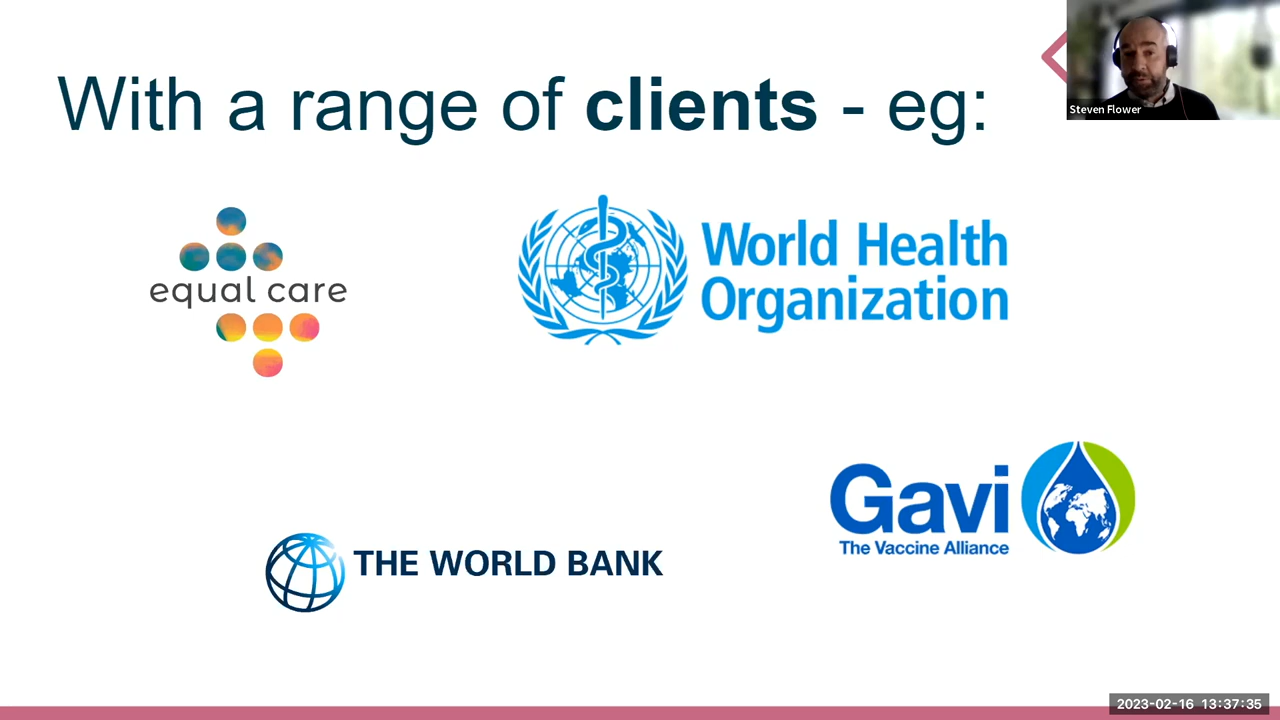 With a range of clients - eg:
Steven Flower
equal care
World Health
Organization
Gavi
The Vaccine Alliance
THE WORLD BANK
2023-02-16 13:37:35